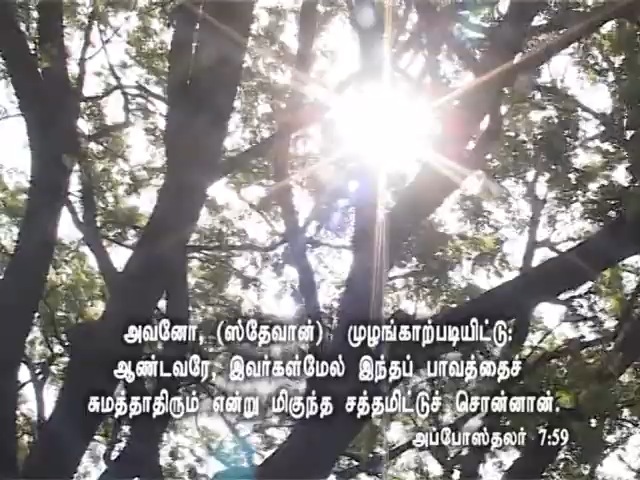 அவனோ, (ஸ்தேவான்) முழங்காற்படியிட்டு:
ஆண்டவரே, இவர்கள்மேல் இந்தப் பாவத்தைச்
சுமத்தாதிரும் என்று மிகுந்த சத்தமிட்டுச் சொன்னான்.
அப்போஸ்தலர் 7:59